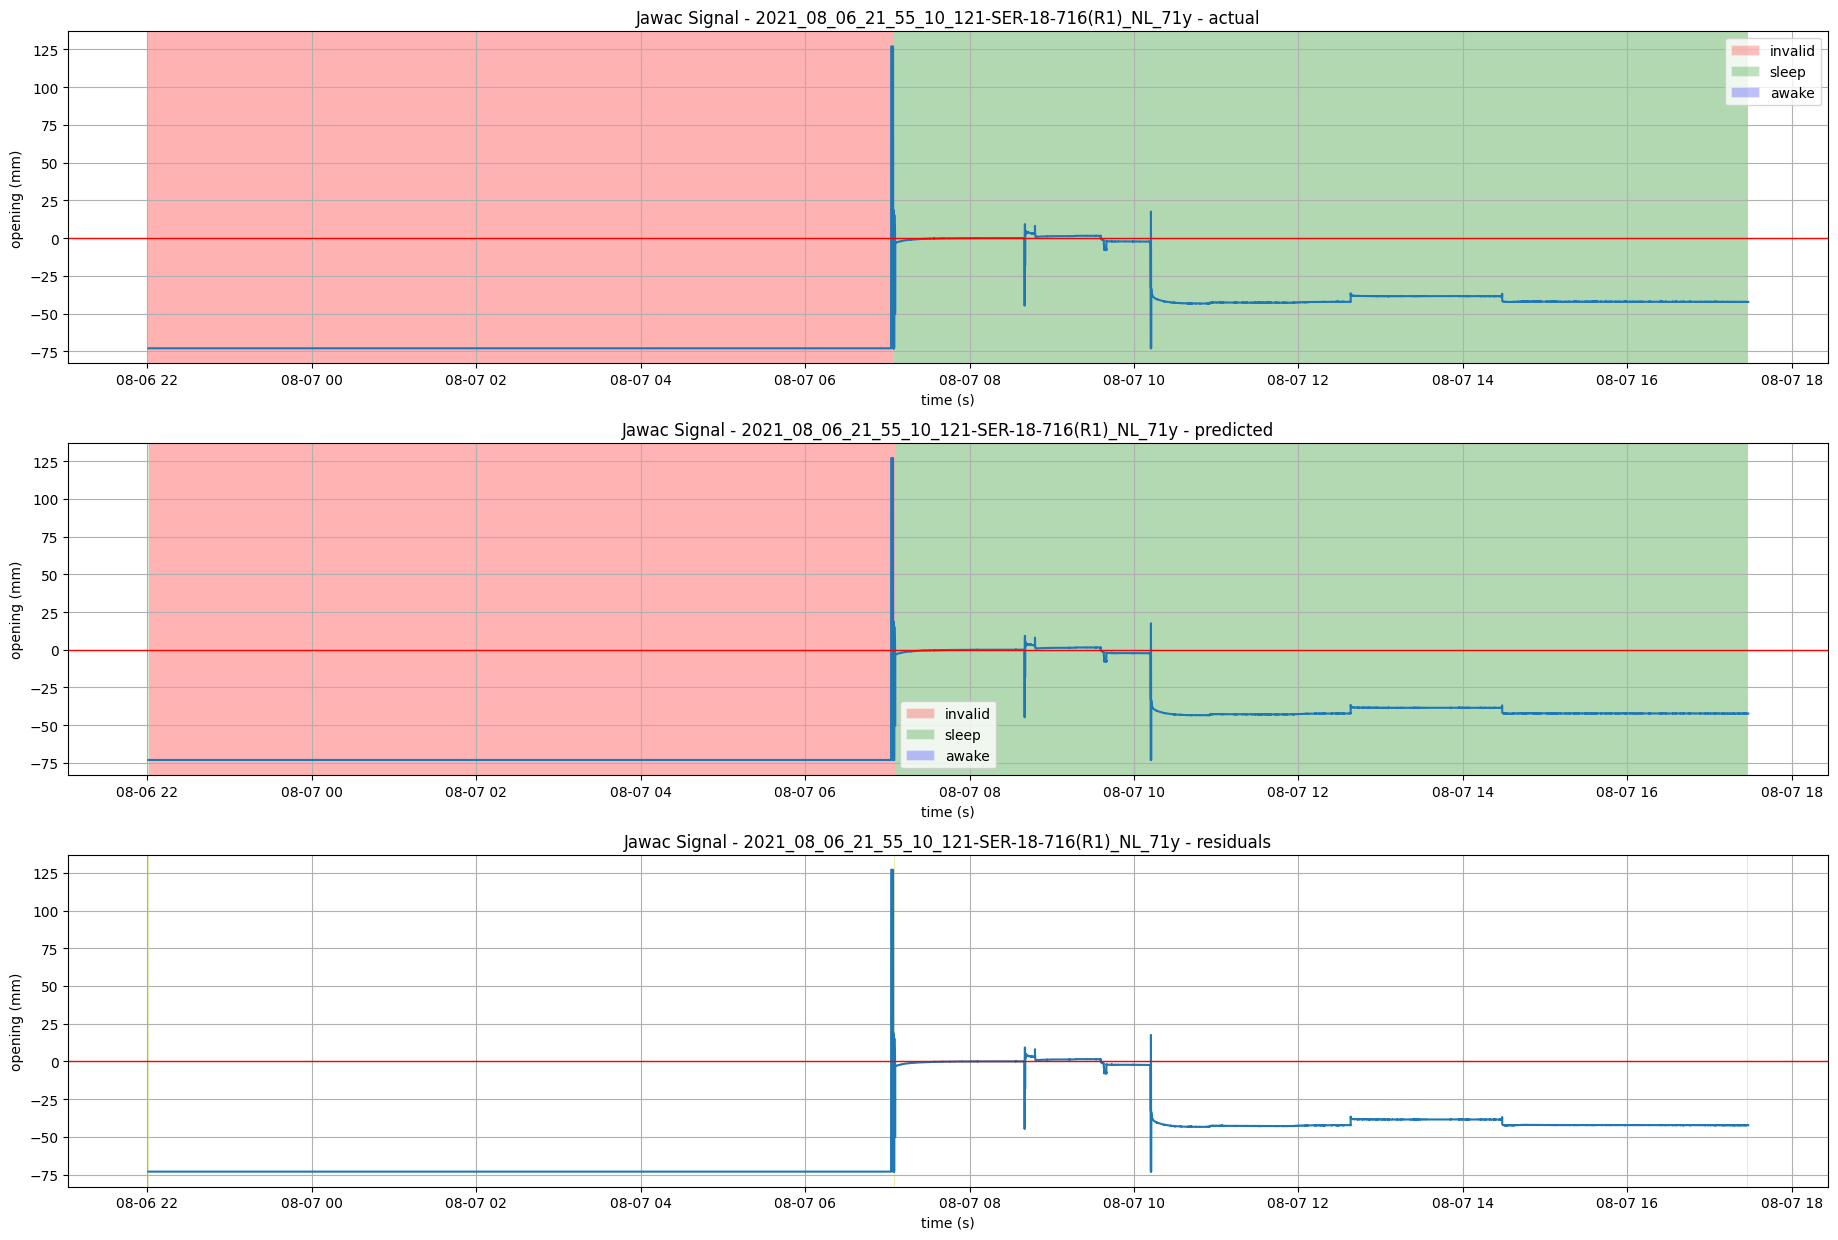 Jawac Signal - 2021_08_06_21_55_10_121-SER-18-716(R1)_NL_71y - actual
125
100
75
50
25
0
−25
−50
−75
opening (mm)
invalid
sleep
awake
08-06 22 08-07 00 08-07 02 08-07 04 08-07 06 08-07 08 08-07 10 08-07 12 08-07 14 08-07 16 08-07 18
time (s)
Jawac Signal - 2021_08_06_21_55_10_121-SER-18-716(R1)_NL_71y - predicted
125
100
75
50
25
0
−25
−50
−75
opening (mm)
invalid
sleep
awake
08-06 22 08-07 00 08-07 02 08-07 04 08-07 06 08-07 08 08-07 10 08-07 12 08-07 14 08-07 16 08-07 18
time (s)
Jawac Signal - 2021_08_06_21_55_10_121-SER-18-716(R1)_NL_71y - residuals
125
100
75
50
25
0
−25
−50
−75
opening (mm)
08-06 22 08-07 00 08-07 02 08-07 04 08-07 06 08-07 08 08-07 10 08-07 12 08-07 14 08-07 16 08-07 18
time (s)